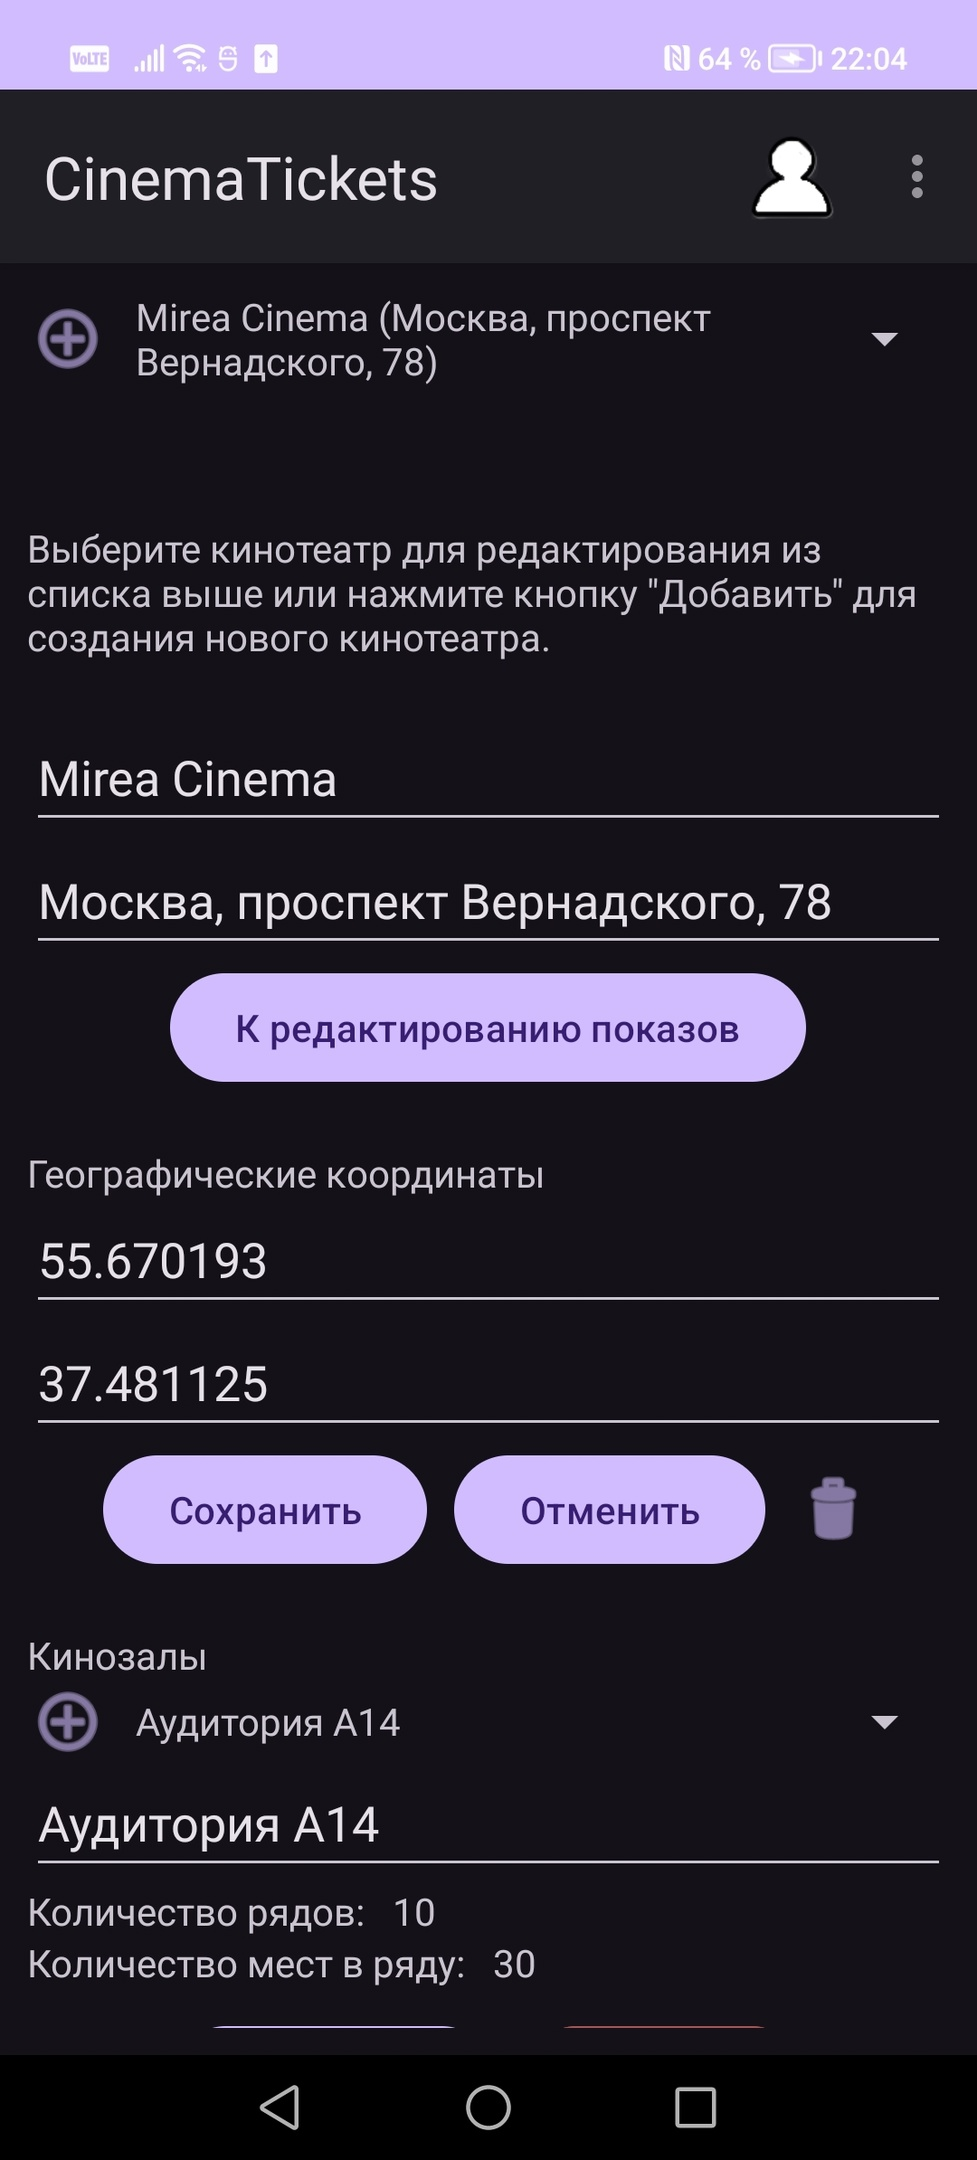 VoLTE 64 % 22:04
CinemaTickets
Mirea Cinema (Москва, проспект
Вернадского, 78)
Выберите кинотеатр для редактирования из
списка выше или нажмите кнопку "Добавить" для
создания нового кинотеатра.
Mirea Cinema
Москва, проспект Вернадского, 78
К редактированию показов
Географические координаты
55.670193
37.481125
Сохранить Отменить
Кинозалы
Аудитория А14
Аудитория А14
Количество рядов: 10
Количество мест в ряду: 30